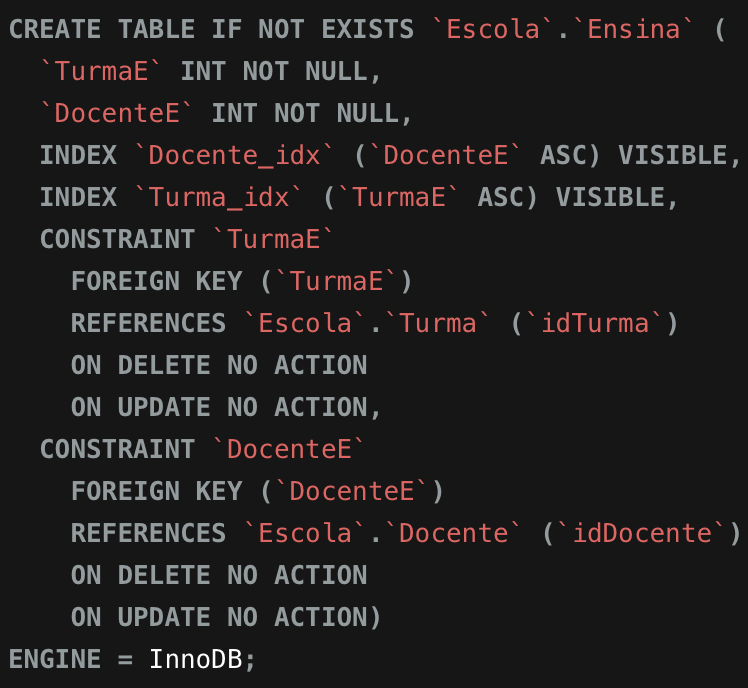 CREATE TABLE IF NOT EXISTS `Escola`.`Ensina` (
  `TurmaE` INT NOT NULL,
  `DocenteE` INT NOT NULL,
  INDEX `Docente_idx` (`DocenteE` ASC) VISIBLE,
  INDEX `Turma_idx` (`TurmaE` ASC) VISIBLE,
  CONSTRAINT `TurmaE`
    FOREIGN KEY (`TurmaE`)
    REFERENCES `Escola`.`Turma` (`idTurma`)
    ON DELETE NO ACTION
    ON UPDATE NO ACTION,
  CONSTRAINT `DocenteE`
    FOREIGN KEY (`DocenteE`)
    REFERENCES `Escola`.`Docente` (`idDocente`)
    ON DELETE NO ACTION
    ON UPDATE NO ACTION)
ENGINE = InnoDB;